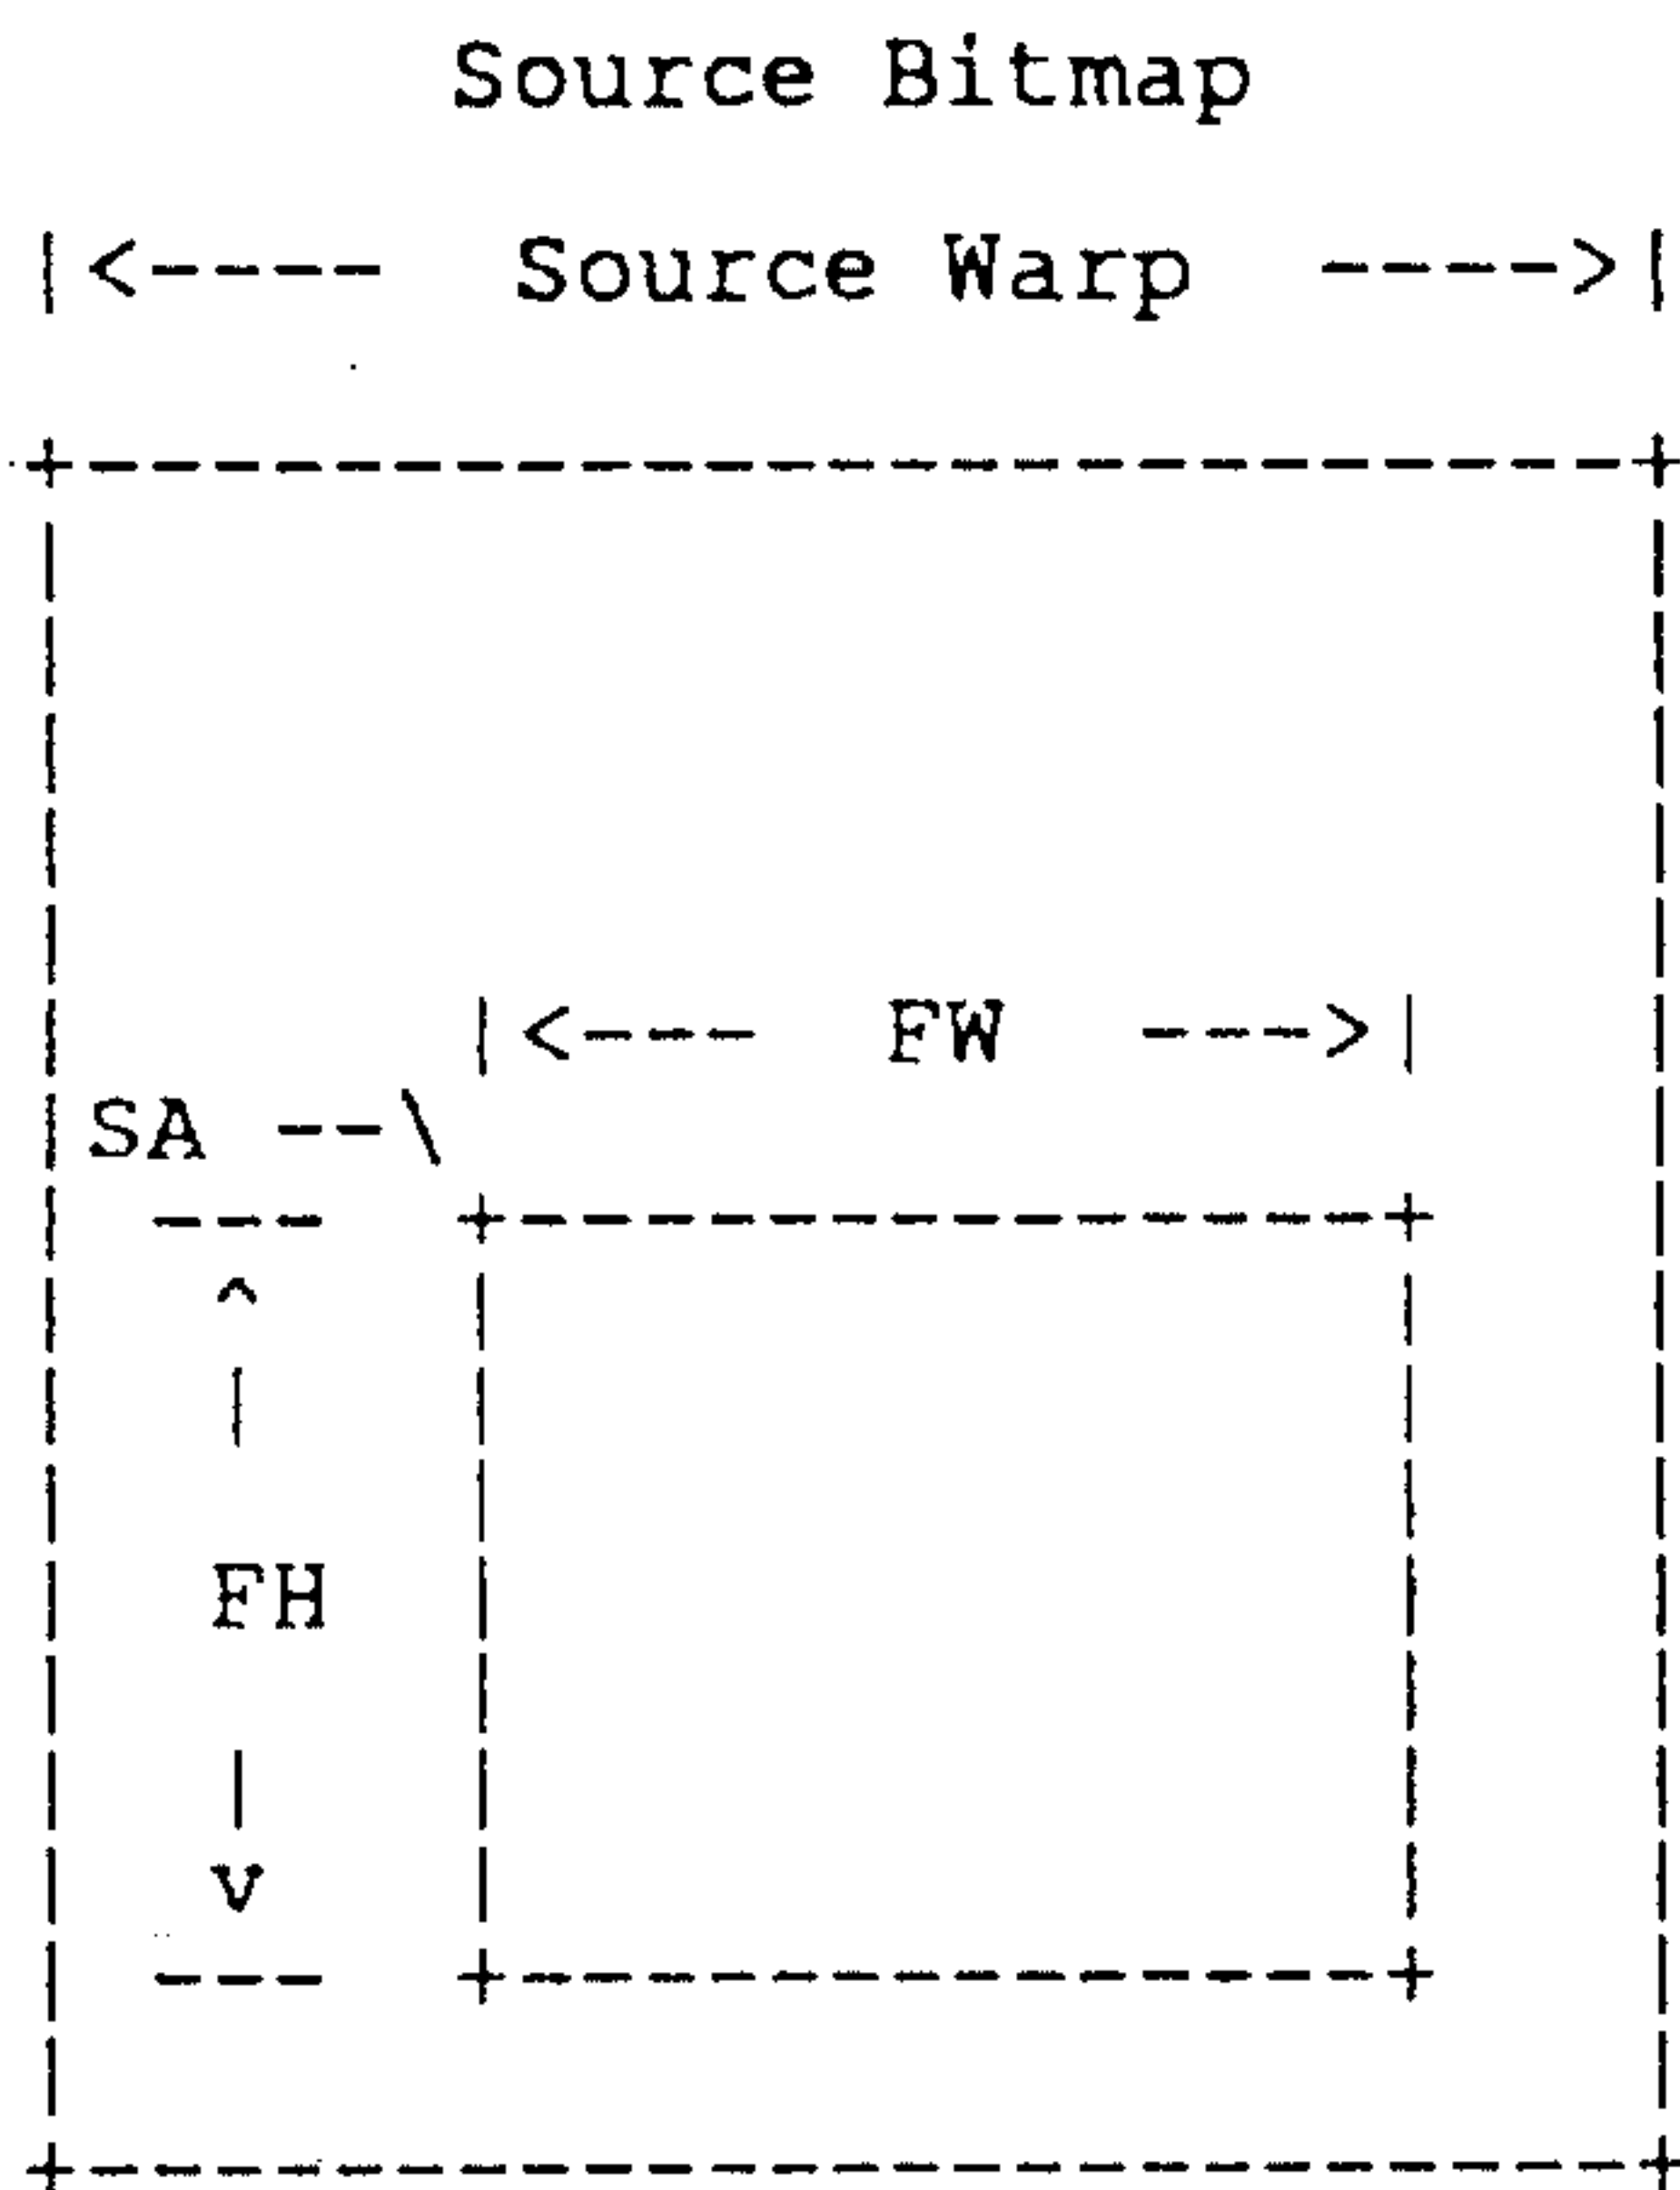 Source Bitmap
|<---- Source Warp ---->|
|<--- FW --->|
SA --\
FH